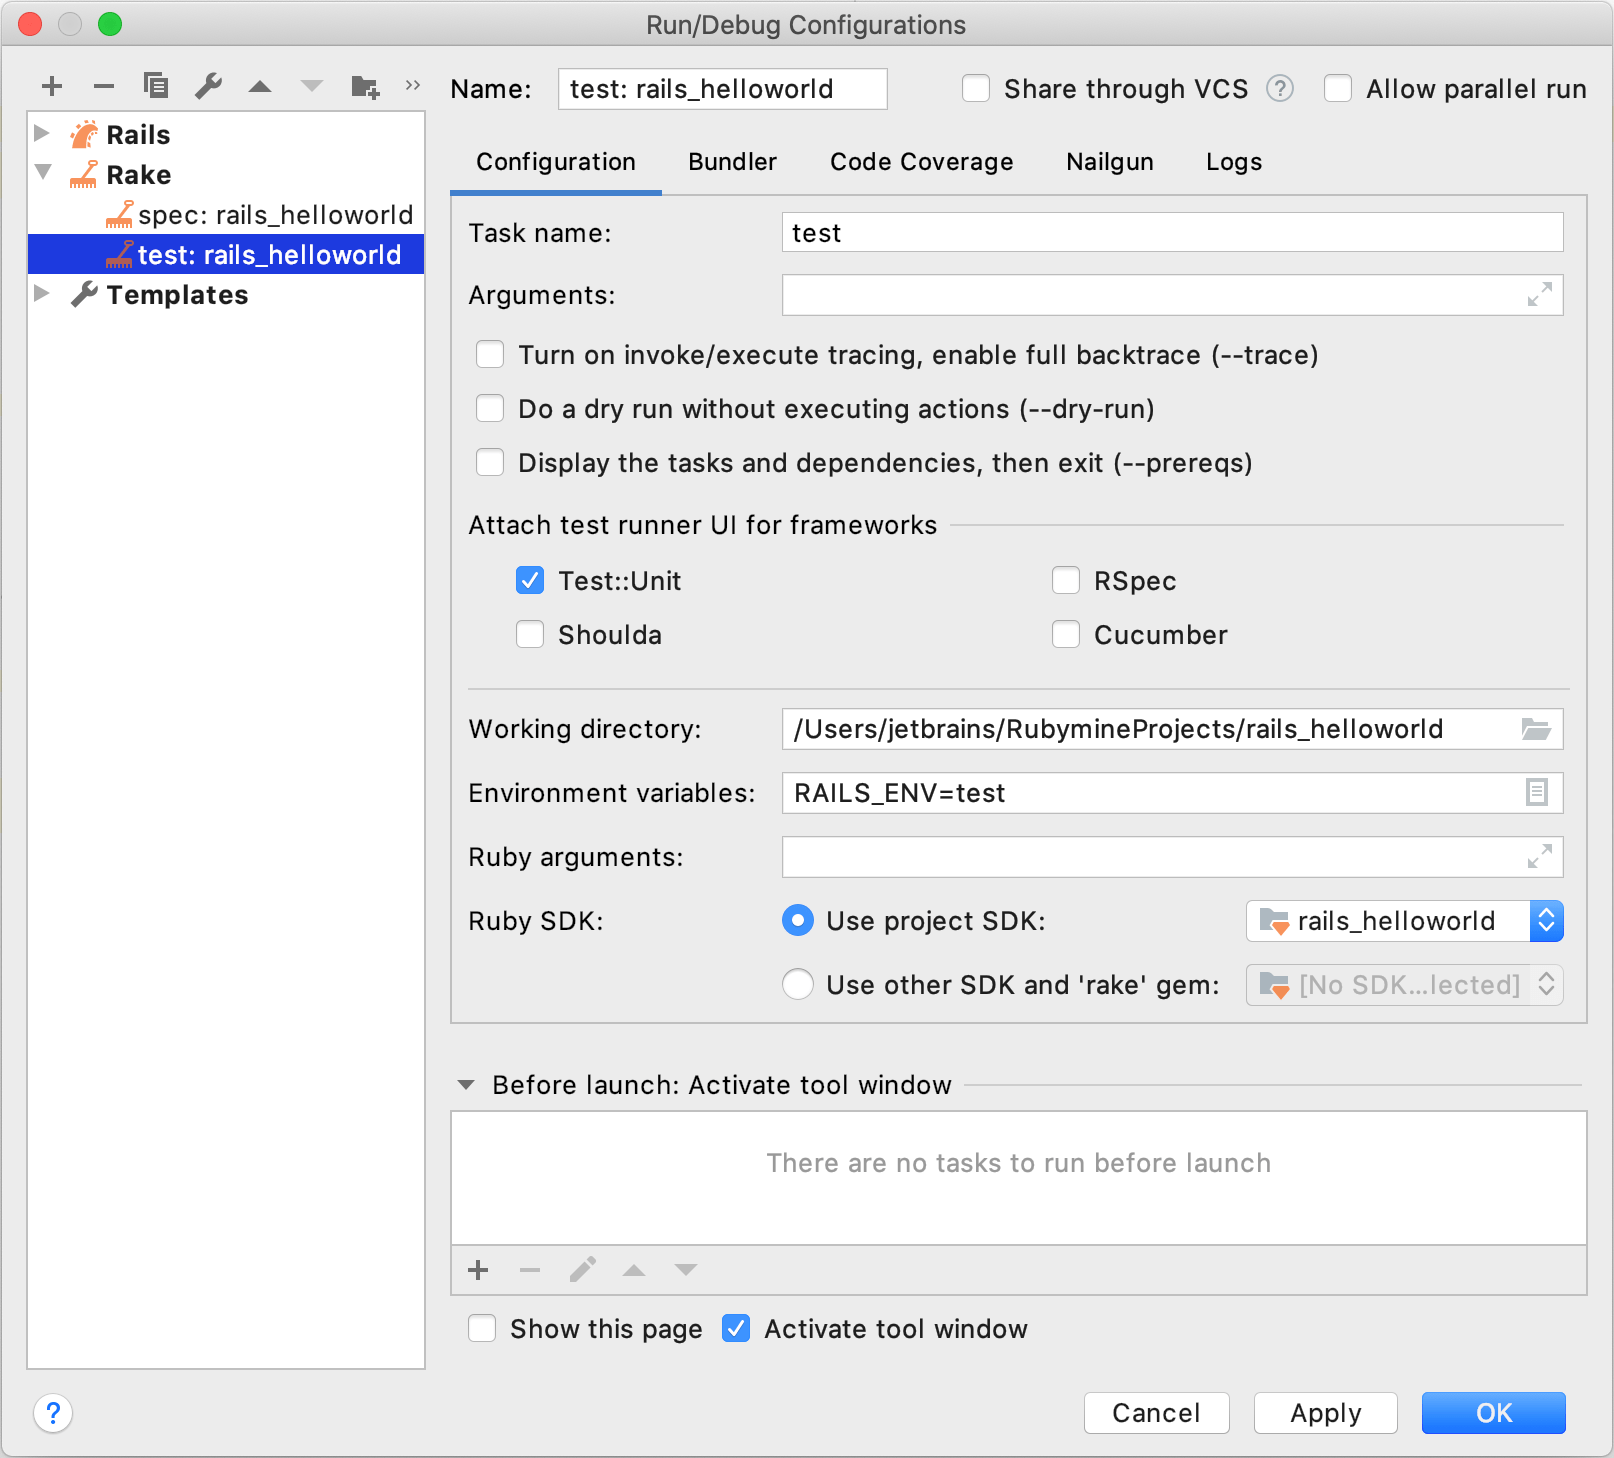 Run/Debug Configurations
Name: test: rails_helloworld Share through VCS ? Allow parallel run
Rails
Rake
spec: rails_helloworld
test: rails_helloworld
Templates
Configuration Bundler Code Coverage Nailgun Logs
Task name: test
Arguments:
Turn on invoke/execute tracing, enable full backtrace (--trace)
Do a dry run without executing actions (--dry-run)
Display the tasks and dependencies, then exit (--prereqs)
Attach test runner UI for frameworks
Test::Unit RSpec
Shoulda Cucumber
Working directory: /Users/jetbrains/RubymineProjects/rails_helloworld
Environment variables: RAILS_ENV=test
Ruby arguments:
Ruby SDK: Use project SDK: rails_helloworld
Use other SDK and 'rake' gem: [No SDK...lected]
Before launch: Activate tool window
There are no tasks to run before launch
Show this page Activate tool window
? Cancel Apply OK